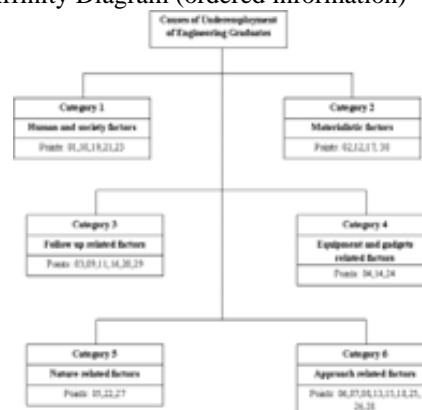 ffinity Diagram (ordered information)
Causes of Underemployment
of Engineering Graduates
Category 1
Human and society factors
Points: 01,10,19,21,23
Category 2
Materialistic factors
Points: 02,12,17, 30
Category 3
Follow up related factors
Points: 03,09,11,16,20,29
Category 4
Equipment and gadgets
related factors
Points: 04,14,24
Category 5
Nature related factors
Points: 05,22,27
Category 6
Approach related factors
Points: 06,07,08,13,15,18,25,
26,28